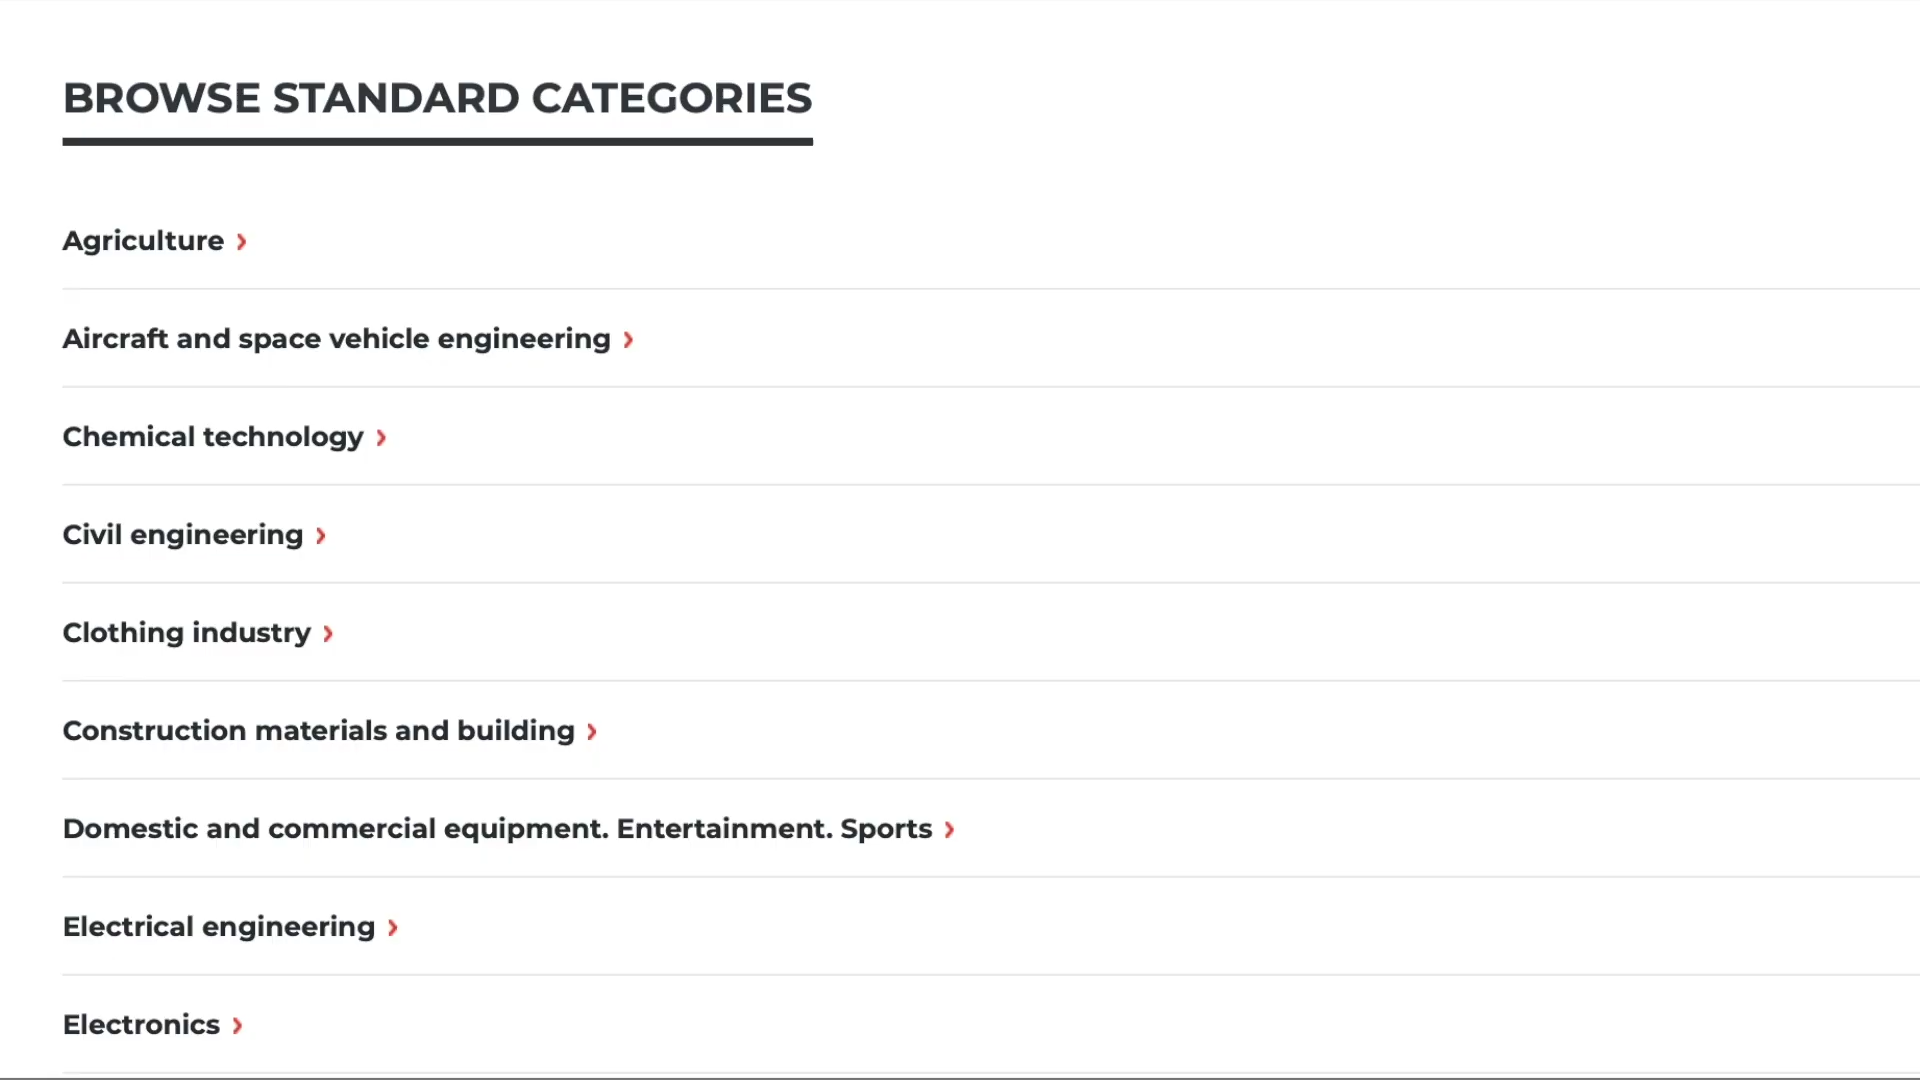 BROWSE STANDARD CATEGORIES
Agriculture
Aircraft and space vehicle engineering
Chemical technology
Civil engineering
Clothing industry
Construction materials and building
Domestic and commercial equipment. Entertainment. Sports
Electrical engineering
Electronics